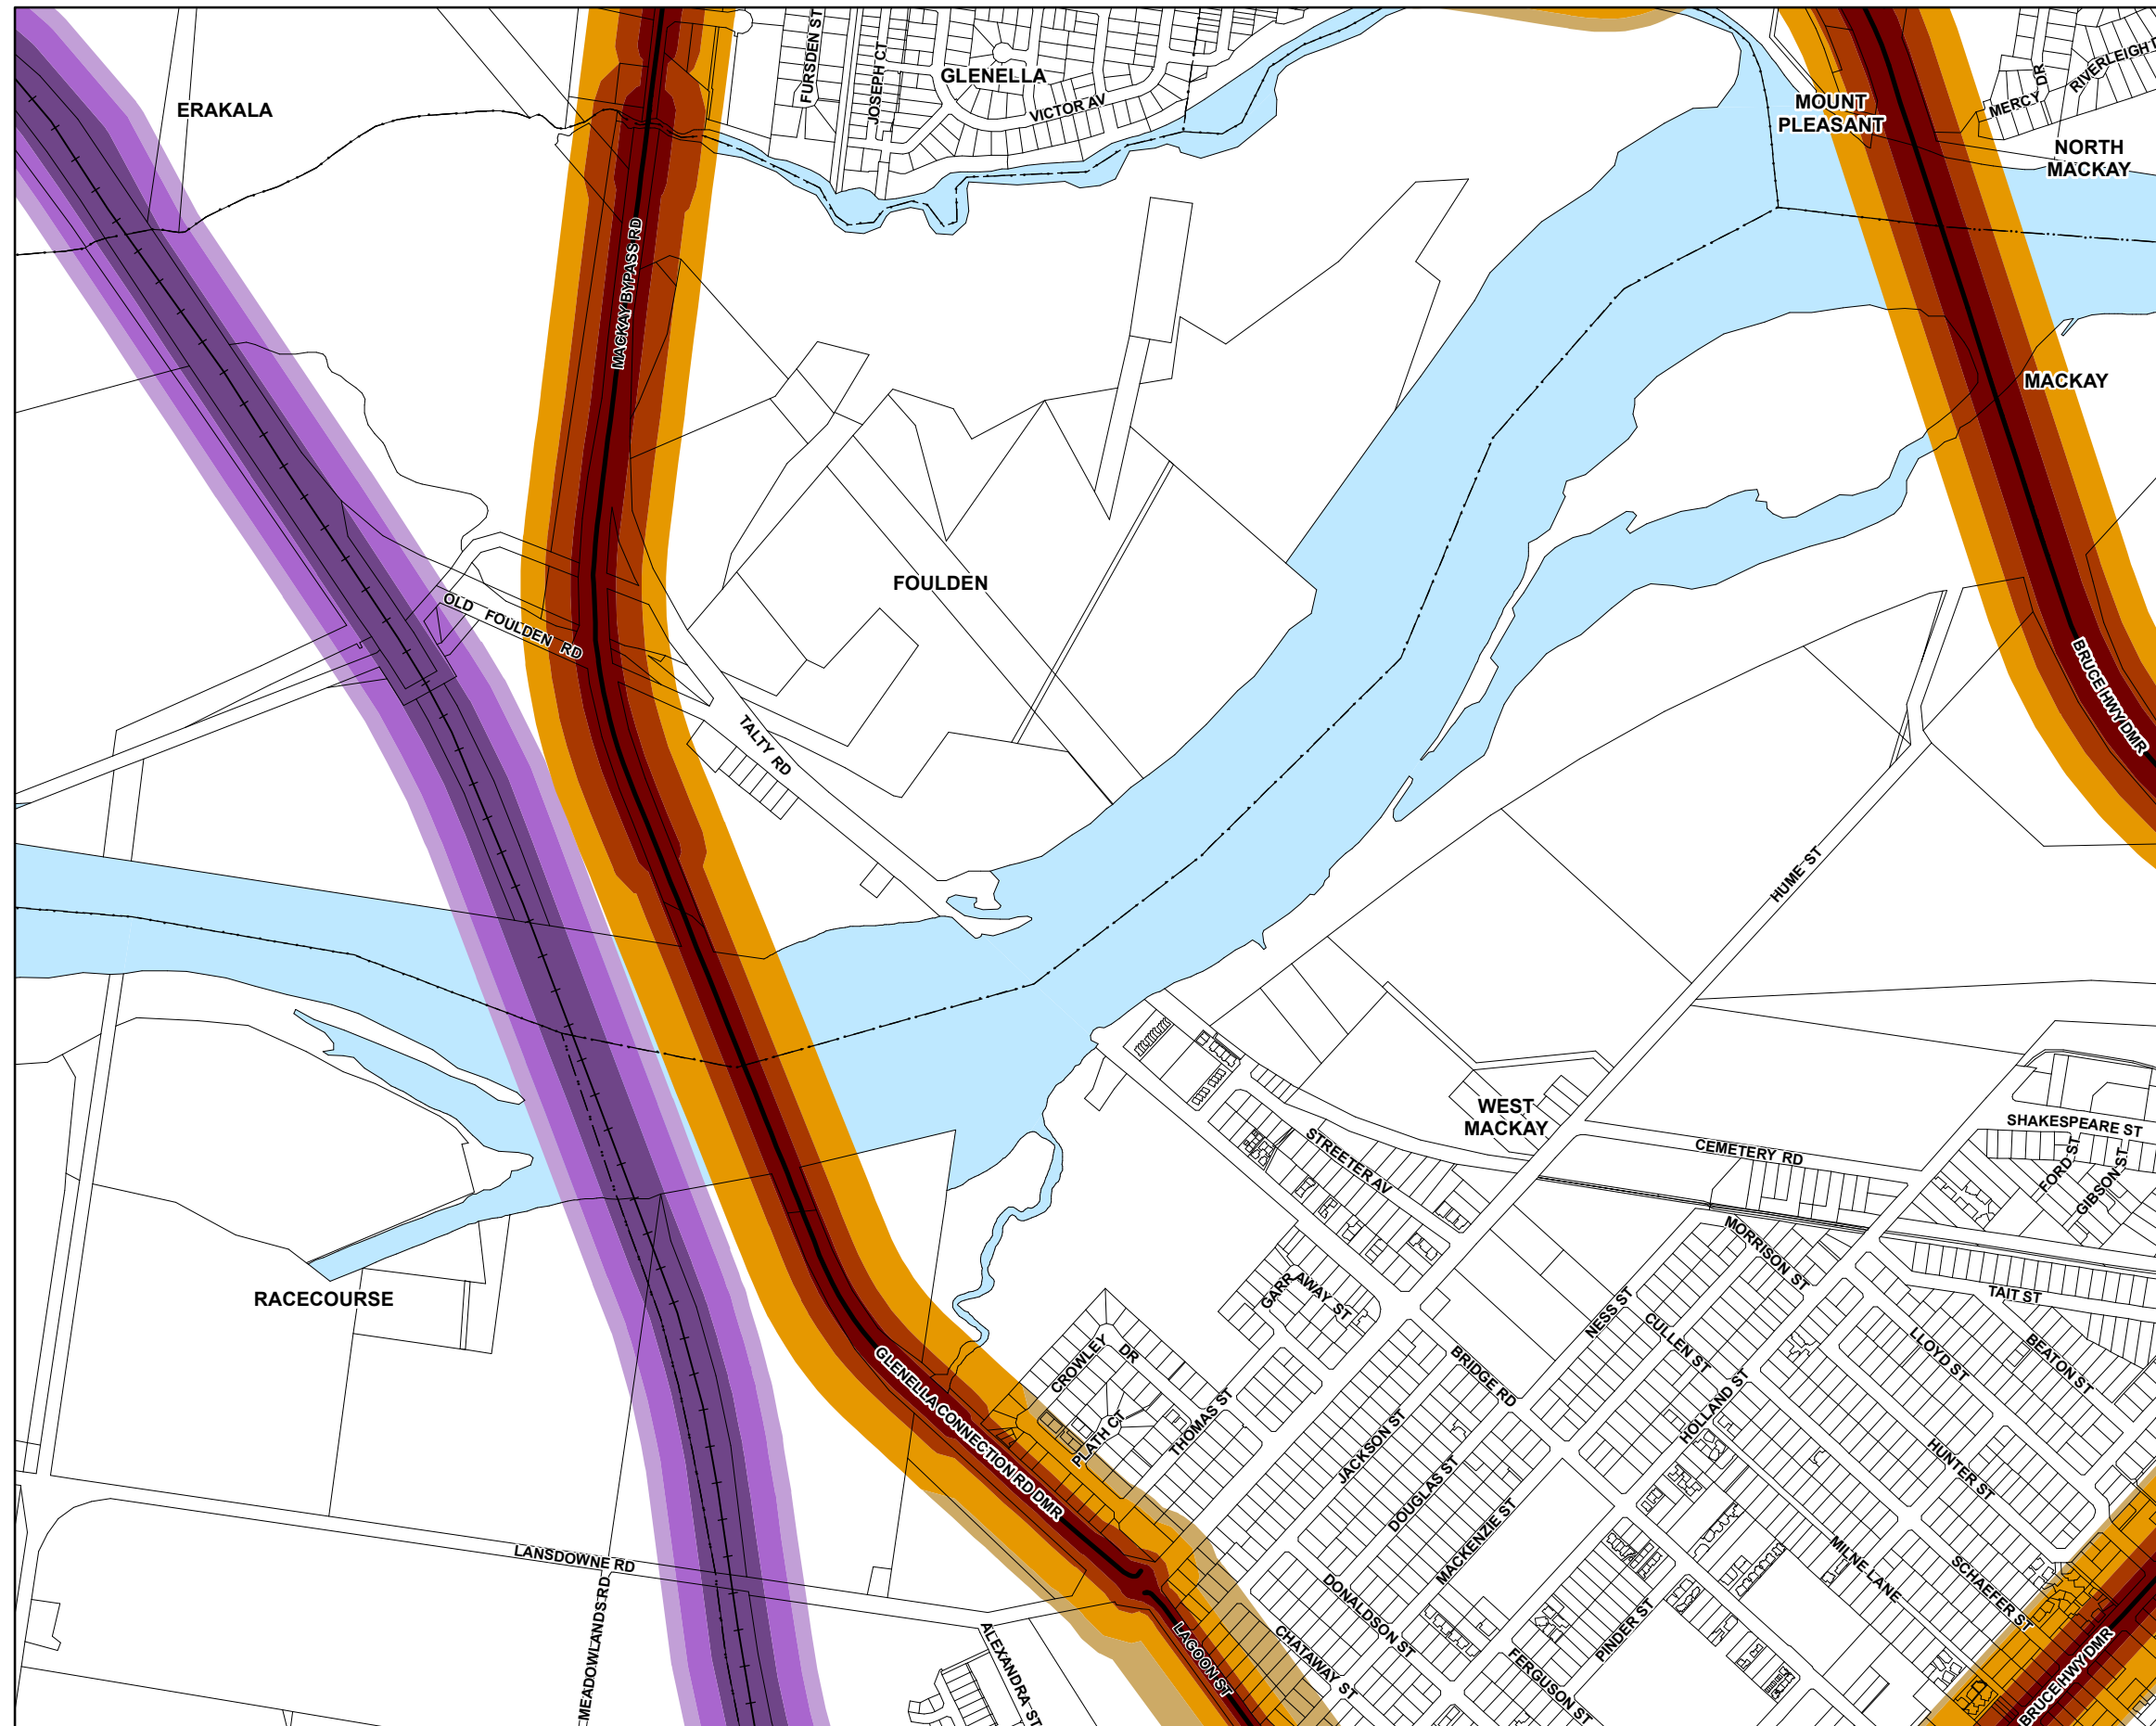 FURSDEN ST
JOSEPH CT
GLENELLA
VICTOR AV
ERAKALA
MOUNT
PLEASANT
MERCY DR
NORTH
MACKAY
MACKAY BYPASS RD
MACKAY
FOULDEN
OLD FOULDEN RD
TALTY RD
BRUCE HWY DMR
HUME ST
WEST
MACKAY
STREETER AV
CEMETERY RD
SHAKESPEARE ST
FORD ST
GIBSON ST
MORRISON ST
TAIT ST
RACECOURSE
GARRAWAY ST
NESS ST
CULLEN ST
LLOYD ST
BEATON ST
CROWLEY DR
BRIDGE RD
HOLLAND ST
GLENELLA CONNECTION RD DMR
PLATH CT
THOMAS ST
JACKSON ST
DOUGLAS ST
HUNTER ST
MACKENZIE ST
LANSDOWNE RD
MEADOWLANDS RD
ALEXANDRA ST
LAGOON ST
CHATAWAY ST
DONALDSON ST
FERGUSON ST
PINDER ST
MILNE LANE
SCHAEFER ST
BRUCE HWY DMR